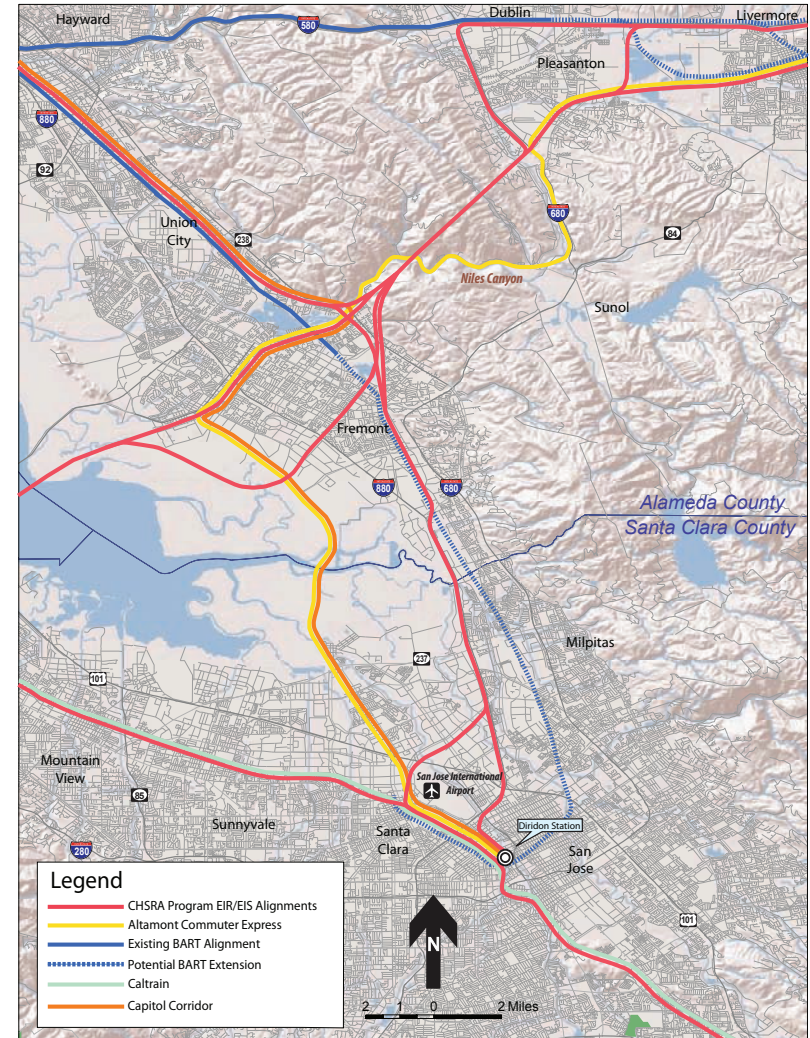 Hayward
580
Dublin
Livermore
Pleasanton
880
92
Union
City
238
680
84
Niles Canyon
Sunol
Fremont
880
680
Alameda County
Santa Clara County
Milpitas
237
101
Mountain
View
85
San Jose International
Airport
Sunnyvale
Santa
Clara
Diridon Station
San
Jose
280
101
Legend
CHSRA Program EIR/EIS Alignments
Altamont Commuter Express
Existing BART Alignment
Potential BART Extension
Caltrain
Capitol Corridor
N
2 1 0 2 Miles